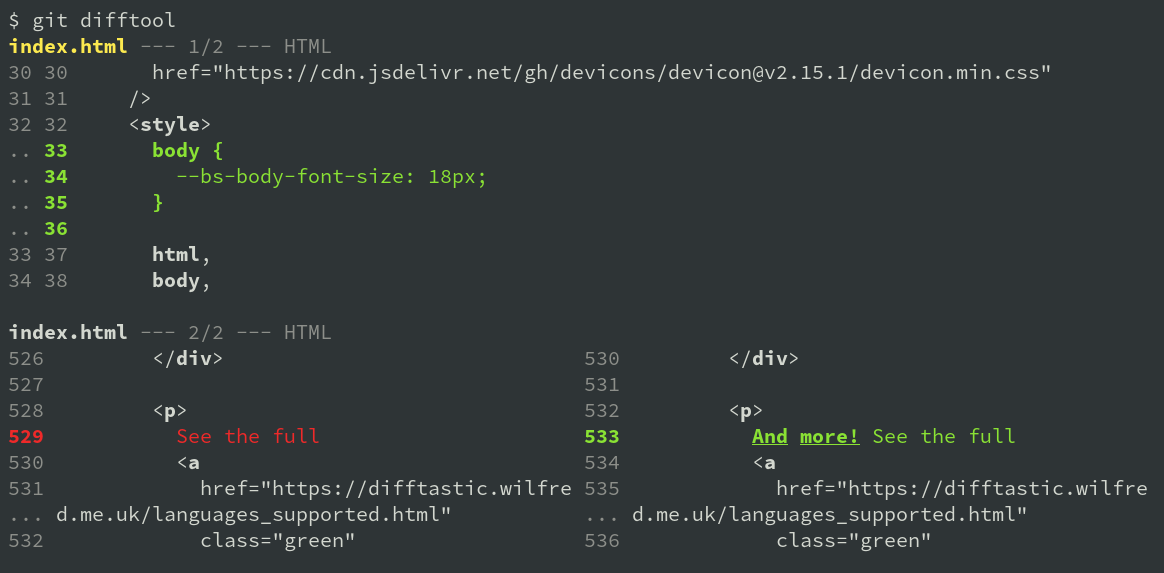 $ git difftool
index.html --- 1/2 --- HTML
30 30       href="https://cdn.jsdelivr.net/gh/devicons/devicon@v2.15.1/devicon.min.css"
31 31     />
32 32     <style>
.. 33       body {
.. 34         --bs-body-font-size: 18px;
.. 35       }
.. 36
33 37       html,
34 38       body,
index.html --- 2/2 --- HTML
526         </div>                              530         </div>
527                                             531
528         <p>                                 532         <p>
529           See the full                      533           And more! See the full
530           <a                                534           <a
531             href="https://difftastic.wilfre 535             href="https://difftastic.wilfre
... d.me.uk/languages_supported.html"           ... d.me.uk/languages_supported.html"
532             class="green"                   536             class="green"